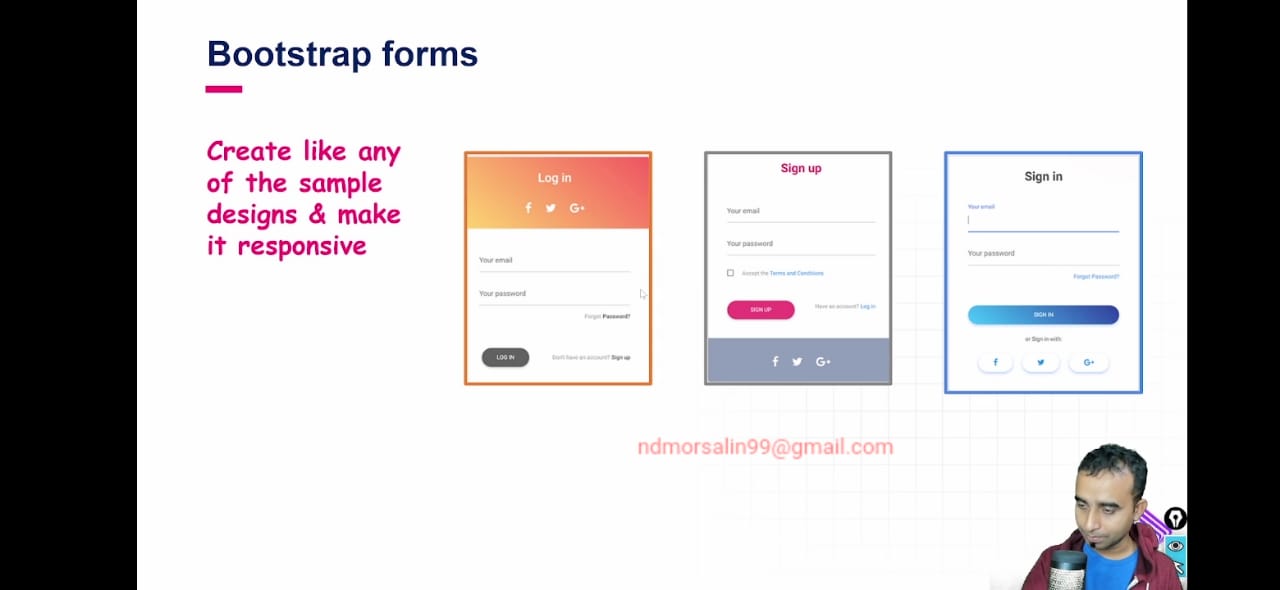 Bootstrap forms
Create like any
of the sample
designs & make
it responsive
Log in
G+
Your email
Your password
Forgot Password?
LOG IN
Don't have an account? Sign up
Sign up
Your email
Your password
Accept the Terms and Conditions
SIGN UP
Have an account? Log in
G+
Sign in
Your email
Your password
Forgot Password?
SIGN IN
or Sign in with:
G+
ndmorsalin99@gmail.com